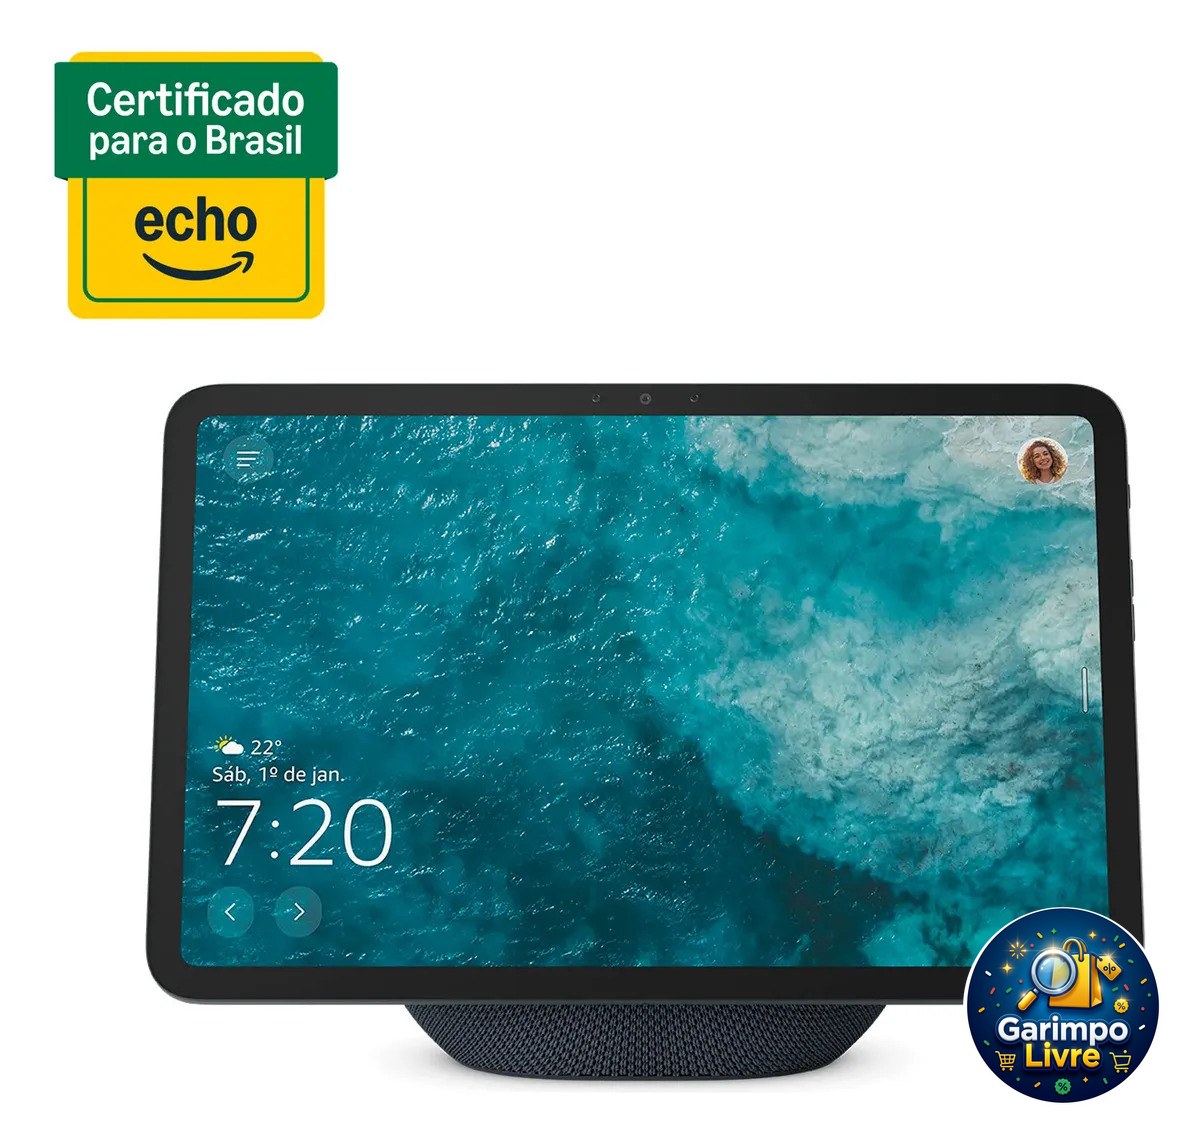 Certificado
para o Brasil
echo
22°
Sáb, 1º de jan.
7:20
%
%
Garimpo
Livre
%